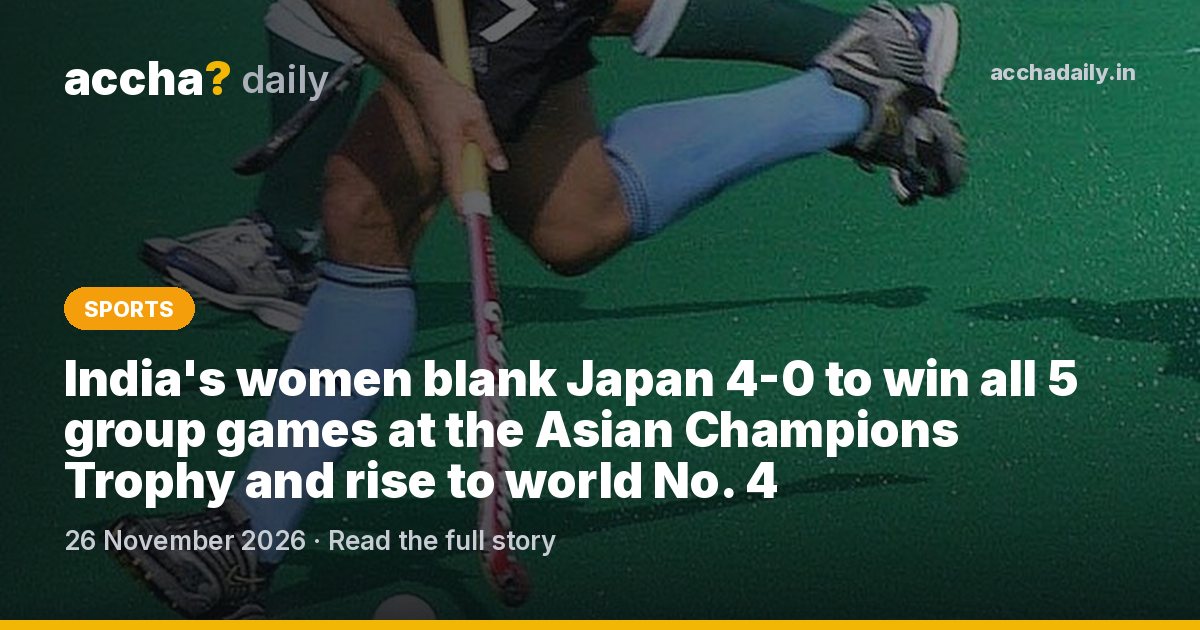 accha? daily
acchadaily.in
SPORTS
India's women blank Japan 4-0 to win all 5
group games at the Asian Champions
Trophy and rise to world No. 4
26 November 2026 · Read the full story